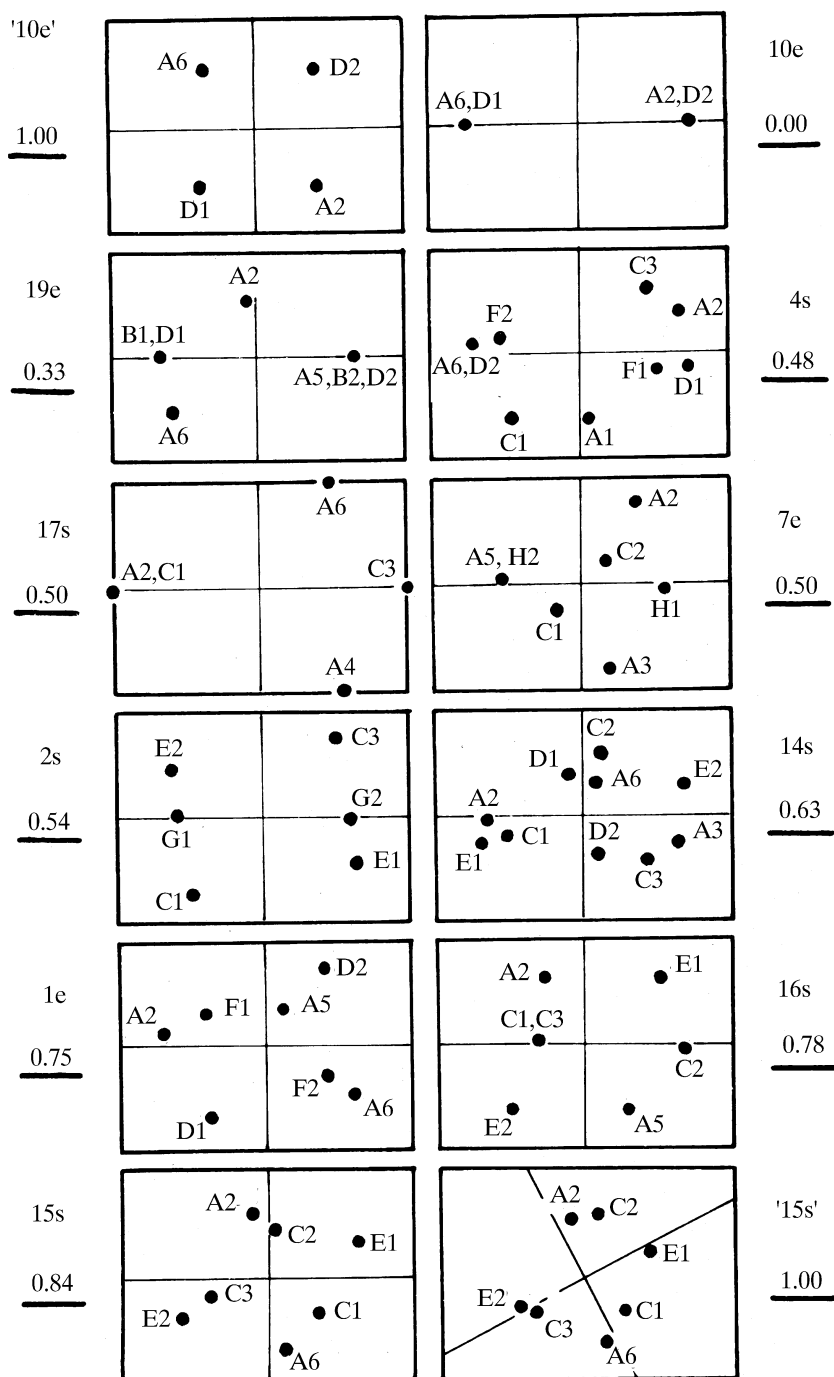 '10e'
1.00
A6
D2
D1
A2
10e
0.00
A6,D1
A2,D2
19e
0.33
A2
B1,D1
A5,B2,D2
A6
4s
0.48
C3
A2
F2
A6,D2
F1
D1
C1
A1
17s
0.50
A6
A2,C1
C3
A4
7e
0.50
A2
C2
A5, H2
H1
C1
A3
2s
0.54
C3
E2
G2
G1
E1
C1
14s
0.63
C2
D1
A6
E2
A2
C1
D2
A3
E1
C3
1e
0.75
D2
F1
A5
A2
F2
A6
D1
16s
0.78
A2
E1
C1,C3
C2
E2
A5
15s
0.84
A2
C2
E1
C3
E2
C1
A6
'15s'
1.00
A2
C2
E1
E2
C3
C1
A6